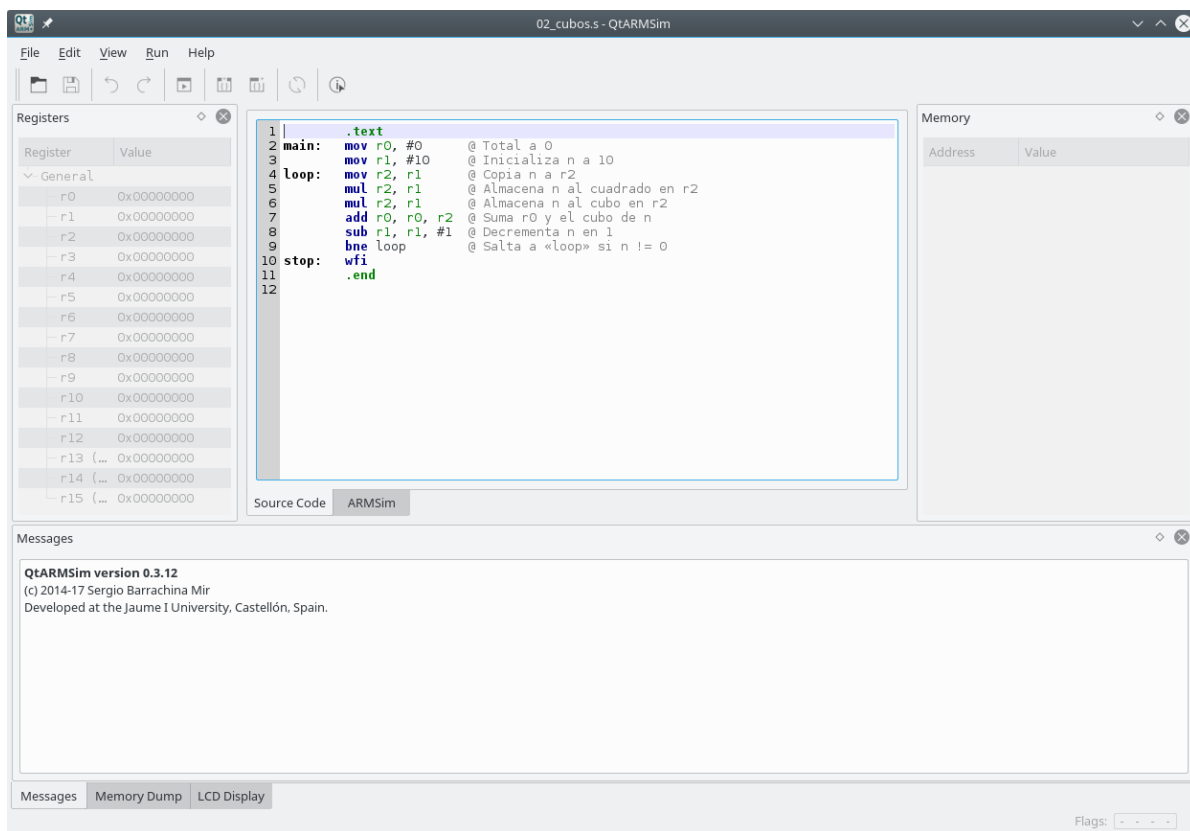 02_cubos.s - QtARMSim
File Edit View Run Help
Registers
Register Value
General
r0 0x00000000
r1 0x00000000
r2 0x00000000
r3 0x00000000
r4 0x00000000
r5 0x00000000
r6 0x00000000
r7 0x00000000
r8 0x00000000
r9 0x00000000
r10 0x00000000
r11 0x00000000
r12 0x00000000
r13 (… 0x00000000
r14 (… 0x00000000
r15 (… 0x00000000
1 .text
2 main: mov r0, #0 @ Total a 0
3 mov r1, #10 @ Inicializa n a 10
4 loop: mov r2, r1 @ Copia n a r2
5 mul r2, r1 @ Almacena n al cuadrado en r2
6 mul r2, r1 @ Almacena n al cubo en r2
7 add r0, r0, r2 @ Suma r0 y el cubo de n
8 sub r1, r1, #1 @ Decrementa n en 1
9 bne loop @ Salta a «loop» si n != 0
10 stop: wfi
11 .end
12
Source Code ARMSim
Memory
Address Value
Messages
QtARMSim version 0.3.12
(c) 2014-17 Sergio Barrachina Mir
Developed at the Jaume I University, Castellón, Spain.
Messages Memory Dump LCD Display
Flags: - - - -